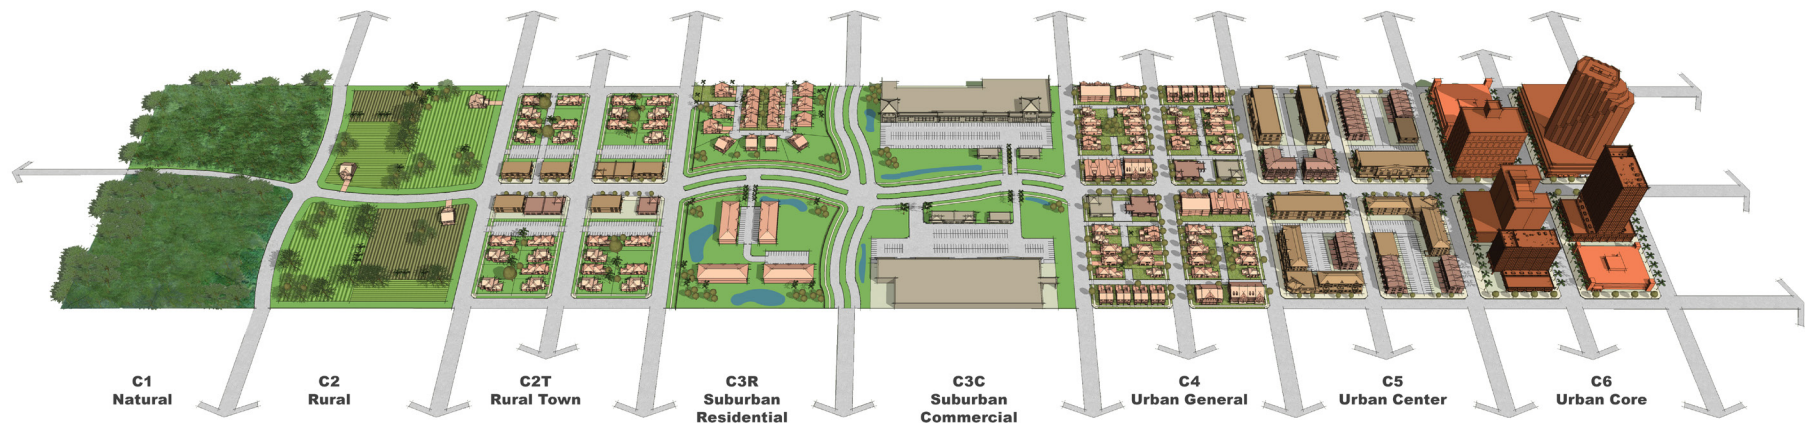 C1
Natural
C2
Rural
C2T
Rural Town
C3R
Suburban
Residential
C3C
Suburban
Commercial
C4
Urban General
C5
Urban Center
C6
Urban Core